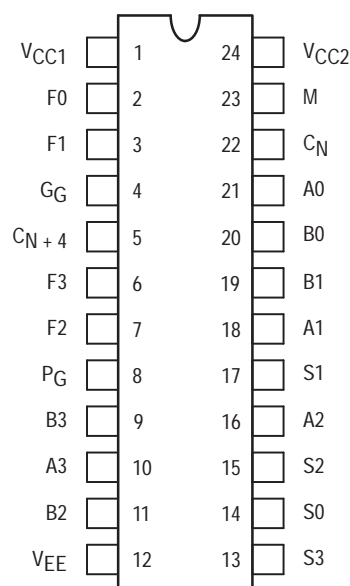 VCC1 1 24 VCC2
F0 2 23 M
F1 3 22 CN
GG 4 21 A0
CN + 4 5 20 B0
F3 6 19 B1
F2 7 18 A1
PG 8 17 S1
B3 9 16 A2
A3 10 15 S2
B2 11 14 S0
VEE 12 13 S3